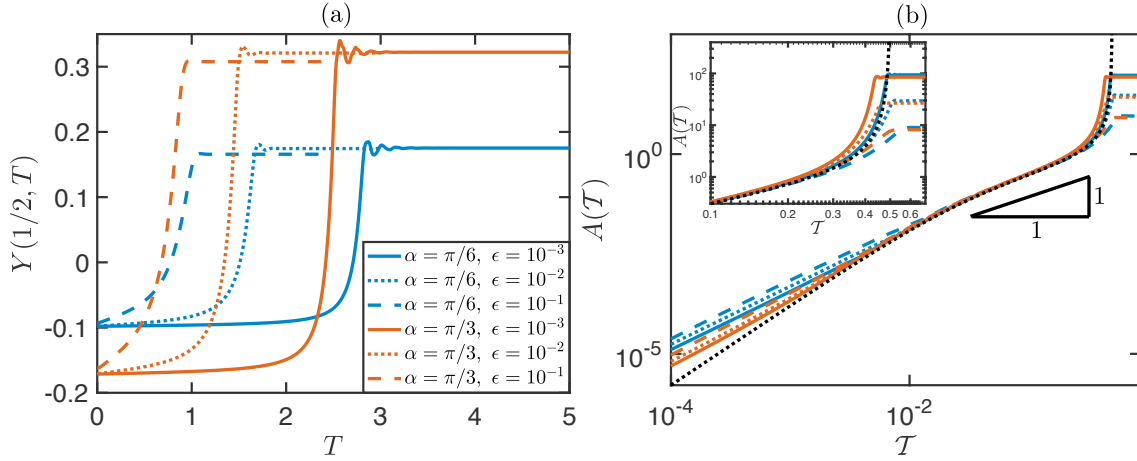 (a)
Y(1/2, T)
0.3
0.2
0.1
0
-0.1
-0.2
0 1 2 3 4 5
T
α = π/6, ϵ = 10⁻³
α = π/6, ϵ = 10⁻²
α = π/6, ϵ = 10⁻¹
α = π/3, ϵ = 10⁻³
α = π/3, ϵ = 10⁻²
α = π/3, ϵ = 10⁻¹
(b)
A(𝒯)
10⁰
10⁻⁵
10⁻⁴ 10⁻²
𝒯
1
1
A(𝒯)
10²
10¹
10⁰
0.1 0.2 0.3 0.4 0.5 0.6
𝒯